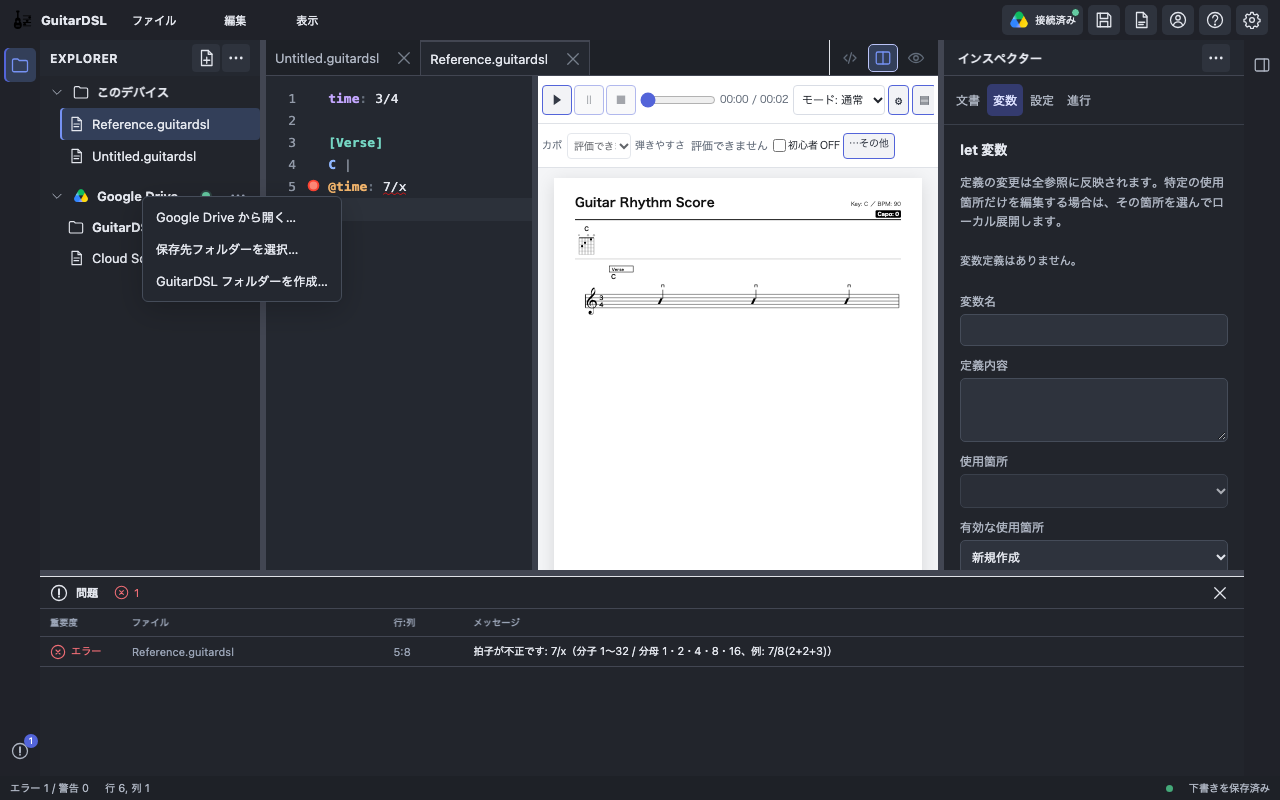 GuitarDSL ファイル 編集 表示 接続済み
EXPLORER
このデバイス
Reference.guitardsl
Untitled.guitardsl
Google Drive
Google Drive から開く...
保存先フォルダーを選択...
GuitarDSL フォルダーを作成...
Untitled.guitardsl Reference.guitardsl
1 time: 3/4
2
3 [Verse]
4 C |
5 @time: 7/x
00:00 / 00:02 モード: 通常
カポ 評価でき 弾きやすさ 評価できません 初心者 OFF …その他
Guitar Rhythm Score
Key: C / BPM: 90
Capo: 0
C
Verse
C
3
4
インスペクター
文書 変数 設定 進行
let 変数
定義の変更は全参照に反映されます。特定の使用
箇所だけを編集する場合は、その箇所を選んでロ
ーカル展開します。
変数定義はありません。
変数名
定義内容
使用箇所
有効な使用箇所
新規作成
問題 1
重要度 ファイル 行:列 メッセージ
エラー Reference.guitardsl 5:8 拍子が不正です: 7/x（分子 1〜32 / 分母 1・2・4・8・16、例: 7/8(2+2+3)）
1
エラー 1 / 警告 0 行 6, 列 1 下書きを保存済み